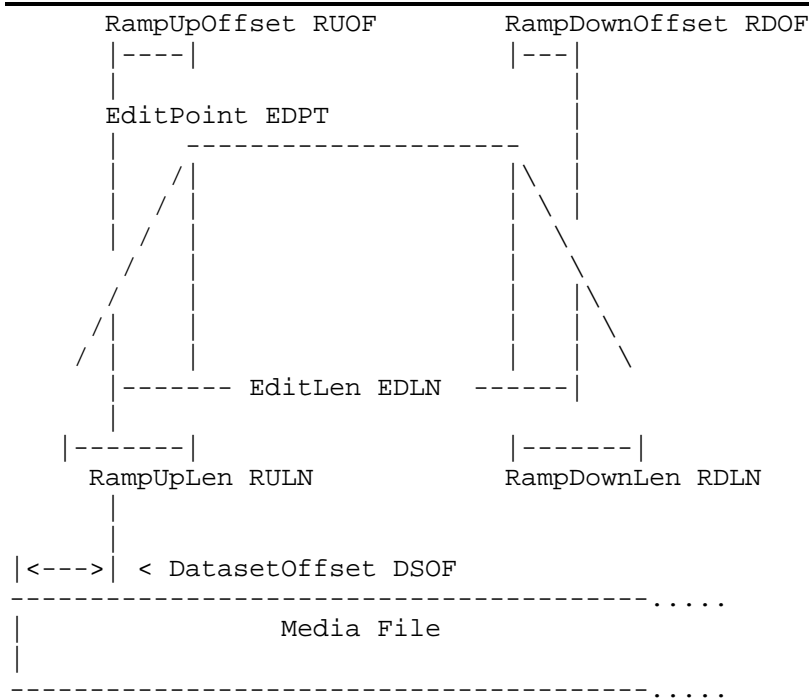 RampUpOffset RUOF RampDownOffset RDOF
EditPoint EDPT
EditLen EDLN
RampUpLen RULN RampDownLen RDLN
< DatasetOffset DSOF
Media File